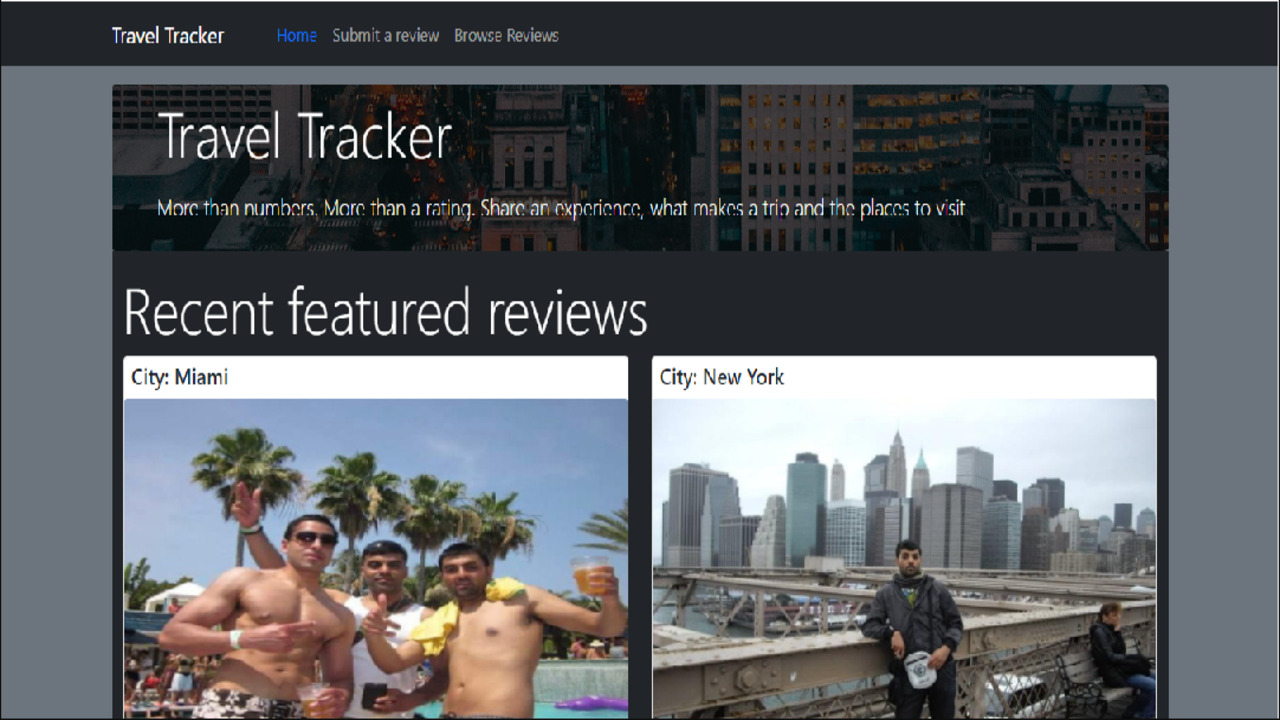 Travel Tracker Home Submit a review Browse Reviews
Travel Tracker
More than numbers. More than a rating. Share an experience, what makes a trip and the places to visit
Recent featured reviews
City: Miami
City: New York